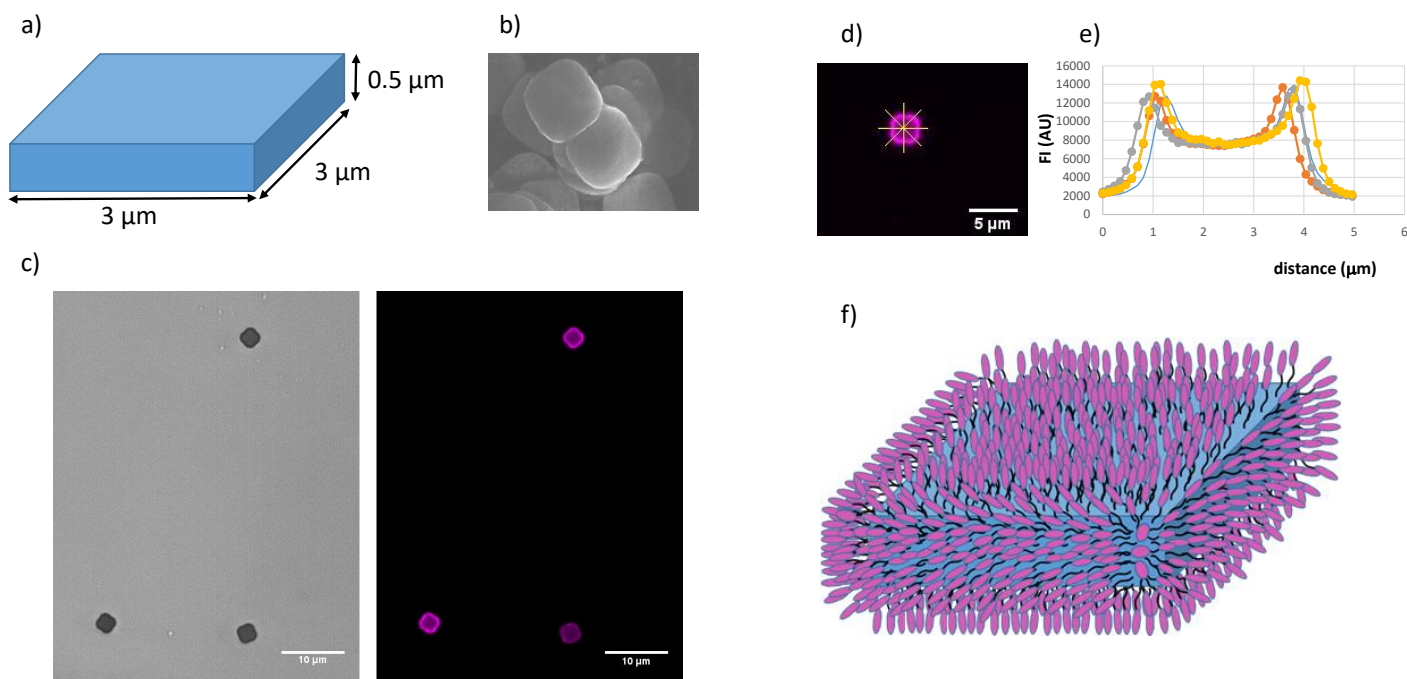 a)
0.5 µm
3 µm
3 µm
b)
c)
10 µm
10 µm
d)
5 µm
e)
16000
14000
12000
10000
8000
6000
4000
2000
0
FI (AU)
0 1 2 3 4 5 6
distance (µm)
f)